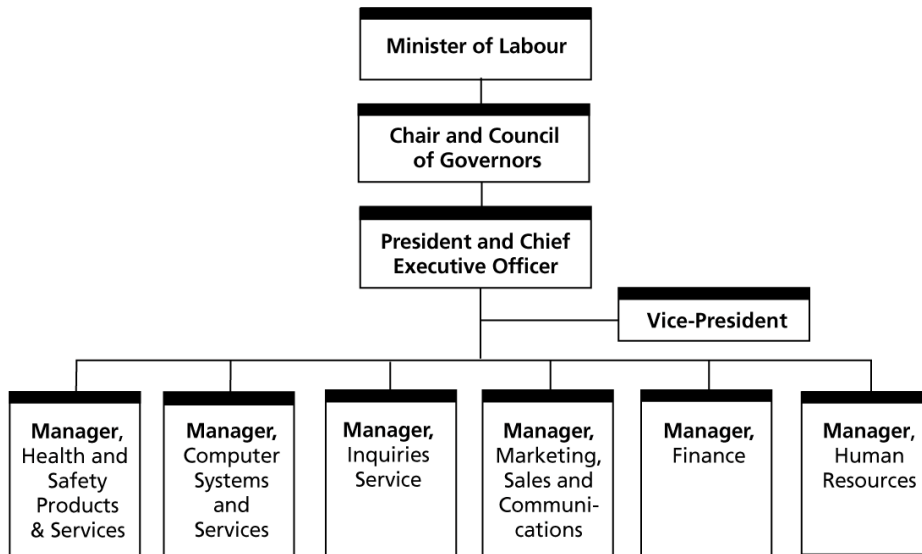 Minister of Labour
Chair and Council
of Governors
President and Chief
Executive Officer
Vice-President
Manager,
Health and
Safety
Products
& Services
Manager,
Computer
Systems
and
Services
Manager,
Inquiries
Service
Manager,
Marketing,
Sales and
Communi-
cations
Manager,
Finance
Manager,
Human
Resources